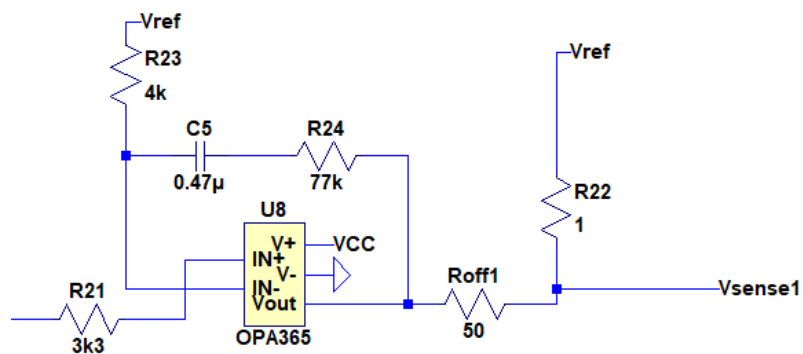 Vref
R23
4k
C5
0.47µ
R24
77k
Vref
R22
1
U8
V+
VCC
IN+
V-
IN-
Vout
OPA365
R21
3k3
Roff1
50
Vsense1